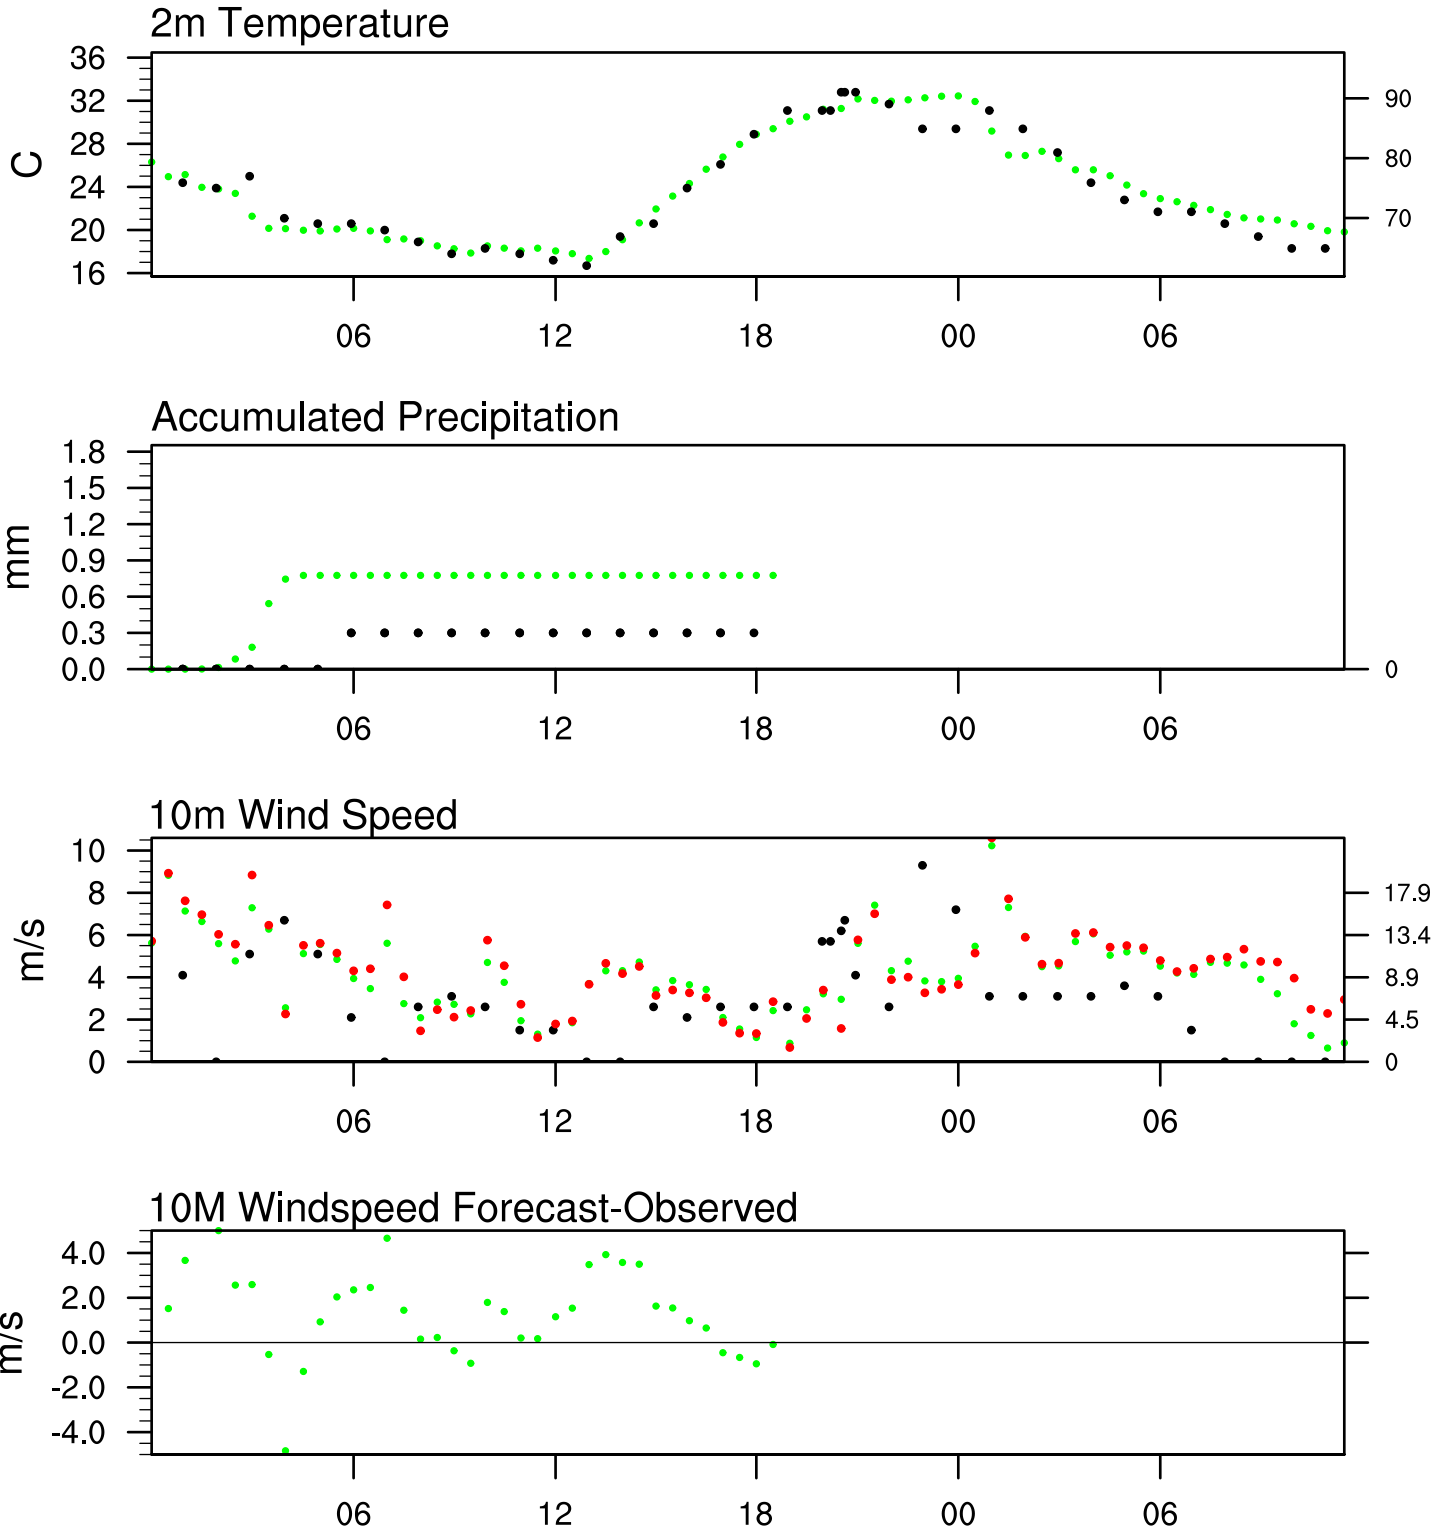 2m Temperature
36
32
28
24
20
16
C
90
80
70
06 12 18 00 06
Accumulated Precipitation
1.8
1.5
1.2
0.9
0.6
0.3
0.0
mm
0
06 12 18 00 06
10m Wind Speed
10
8
6
4
2
0
m/s
17.9
13.4
8.9
4.5
0
06 12 18 00 06
10M Windspeed Forecast-Observed
4.0
2.0
0.0
-2.0
-4.0
m/s
06 12 18 00 06